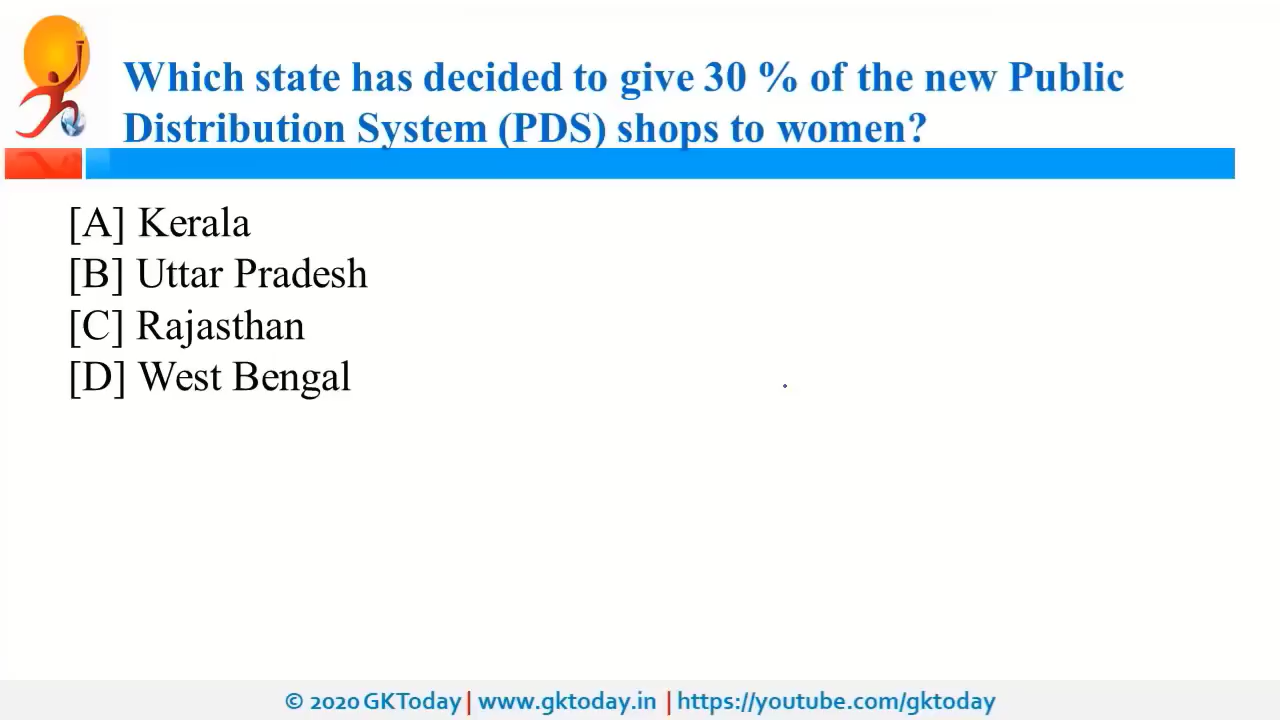 Which state has decided to give 30 % of the new Public
Distribution System (PDS) shops to women?
[A] Kerala
[B] Uttar Pradesh
[C] Rajasthan
[D] West Bengal
© 2020 GKToday | www.gktoday.in | https://youtube.com/gktoday